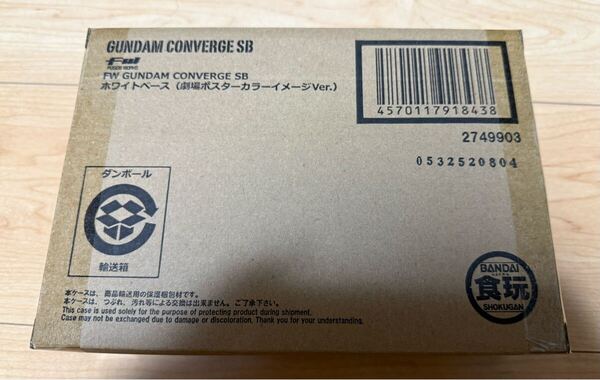 GUNDAM CONVERGE SB
FW
FUSION WORKS
FW GUNDAM CONVERGE SB
ホワイトベース（劇場ポスターカラーイメージVer.）
4570117918438
2749903
0532520804
ダンボール
輸送箱
BANDAI
CANDY
食玩
SHOKUGAN
本ケースは、商品輸送用の保護梱包材です。
本ケースは、つぶれ、汚れ等による交換は出来ません。ご了承下さい。
This case is used solely for the purpose of protecting product during shipment.
Case may not be exchanged due to damage or discoloration. Thank you for your understanding.